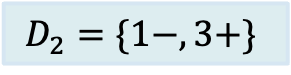 D₂ = {1−, 3+}